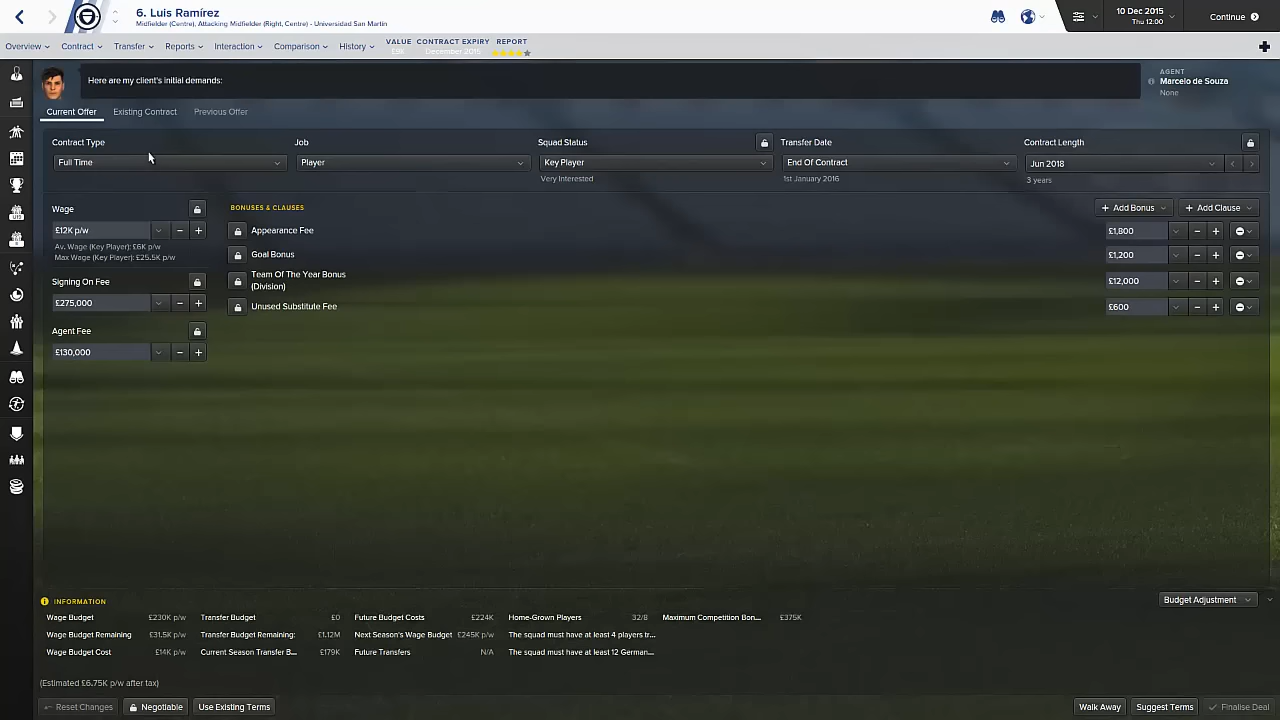 6. Luis Ramírez
Midfielder (Centre), Attacking Midfielder (Right, Centre) - Universidad San Martín
10 Dec 2015
Thu 12:00
Continue
Overview
Contract
Transfer
Reports
Interaction
Comparison
History
VALUE
CONTRACT EXPIRY
REPORT
December 2015
Here are my client's initial demands:
AGENT
Marcelo de Souza
None
Current Offer
Existing Contract
Previous Offer
Contract Type
Job
Squad Status
Transfer Date
Contract Length
Full Time
Player
Key Player
End Of Contract
Jun 2018
Very Interested
1st January 2016
3 years
Wage
BONUSES & CLAUSES
Add Bonus
Add Clause
£12K p/w
Appearance Fee
£1,800
Av. Wage (Key Player): £6K p/w
Max Wage (Key Player): £25.5K p/w
Goal Bonus
£1,200
Signing On Fee
Team Of The Year Bonus
(Division)
£12,000
£275,000
Unused Substitute Fee
£600
Agent Fee
£130,000
INFORMATION
Budget Adjustment
Wage Budget £230K p/w
Transfer Budget £0
Future Budget Costs £224K
Home-Grown Players 32/8
Maximum Competition Bon... £375K
Wage Budget Remaining £31.5K p/w
Transfer Budget Remaining: £1.12M
Next Season's Wage Budget £245K p/w
The squad must have at least 4 players tr...
Wage Budget Cost £14K p/w
Current Season Transfer B... £179K
Future Transfers N/A
The squad must have at least 12 German...
(Estimated £6.75K p/w after tax)
Reset Changes
Negotiable
Use Existing Terms
Walk Away
Suggest Terms
Finalise Deal